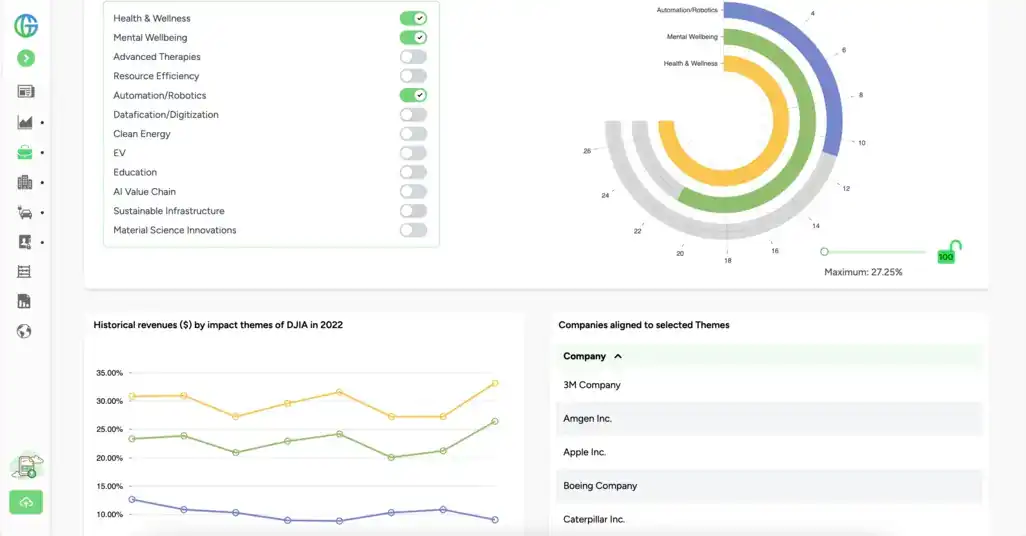 Health & Wellness
Mental Wellbeing
Advanced Therapies
Resource Efficiency
Automation/Robotics
Datafication/Digitization
Clean Energy
EV
Education
AI Value Chain
Sustainable Infrastructure
Material Science Innovations
Automation/Robotics
Mental Wellbeing
Health & Wellness
4
6
8
10
12
14
16
18
20
22
24
26
100
Maximum: 27.25%
Historical revenues ($) by impact themes of DJIA in 2022
35.00%
30.00%
25.00%
20.00%
15.00%
10.00%
Companies aligned to selected Themes
Company
3M Company
Amgen Inc.
Apple Inc.
Boeing Company
Caterpillar Inc.